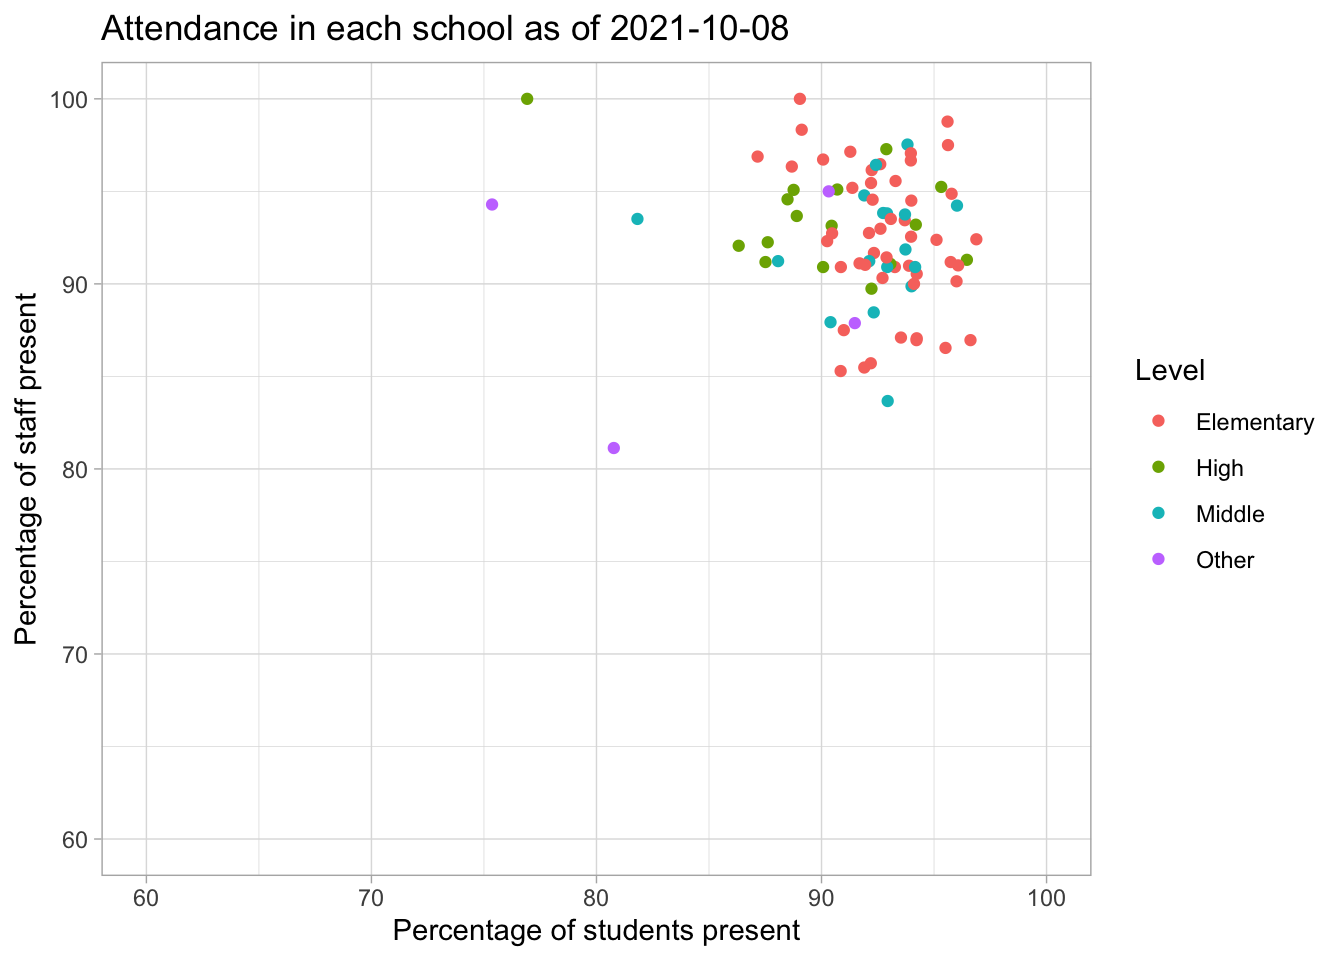 Attendance in each school as of 2021-10-08
100
90
80
70
60
Percentage of staff present
60 70 80 90 100
Percentage of students present
Level
Elementary
High
Middle
Other